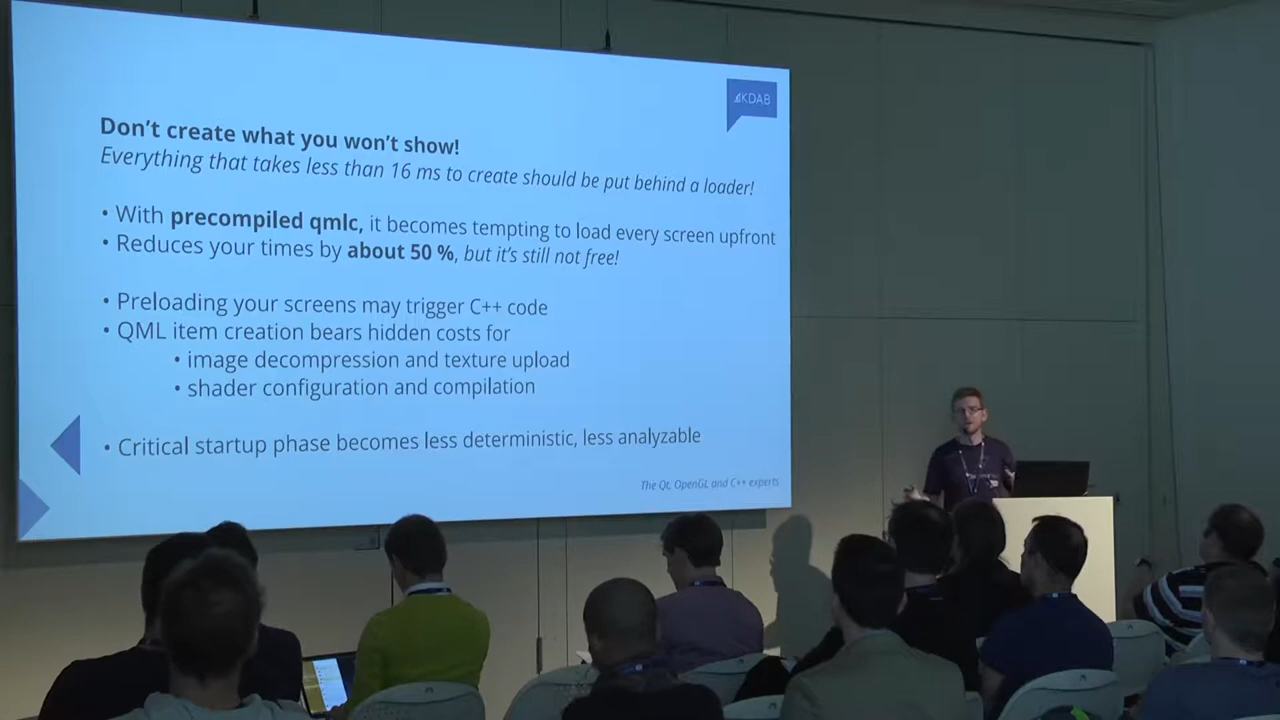 KDAB
Don't create what you won't show!
Everything that takes less than 16 ms to create should be put behind a loader!
• With precompiled qmlc, it becomes tempting to load every screen upfront
• Reduces your times by about 50 %, but it's still not free!
• Preloading your screens may trigger C++ code
• QML item creation bears hidden costs for
• image decompression and texture upload
• shader configuration and compilation
• Critical startup phase becomes less deterministic, less analyzable
The Qt, OpenGL and C++ experts